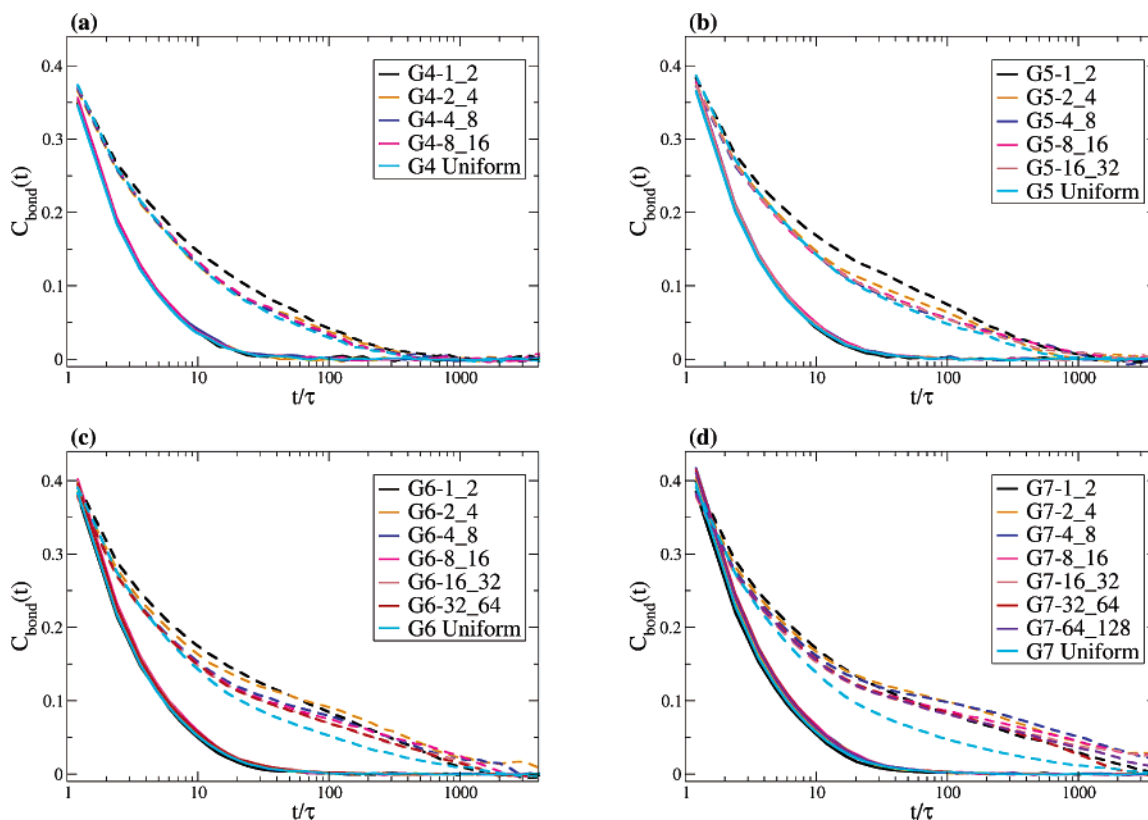 (a)
C_bond(t)
0.4
0.3
0.2
0.1
0
G4-1_2
G4-2_4
G4-4_8
G4-8_16
G4 Uniform
1 10 100 1000
t/τ
(b)
C_bond(t)
0.4
0.3
0.2
0.1
0
G5-1_2
G5-2_4
G5-4_8
G5-8_16
G5-16_32
G5 Uniform
1 10 100 1000
t/τ
(c)
C_bond(t)
0.4
0.3
0.2
0.1
0
G6-1_2
G6-2_4
G6-4_8
G6-8_16
G6-16_32
G6-32_64
G6 Uniform
1 10 100 1000
t/τ
(d)
C_bond(t)
0.4
0.3
0.2
0.1
0
G7-1_2
G7-2_4
G7-4_8
G7-8_16
G7-16_32
G7-32_64
G7-64_128
G7 Uniform
1 10 100 1000
t/τ